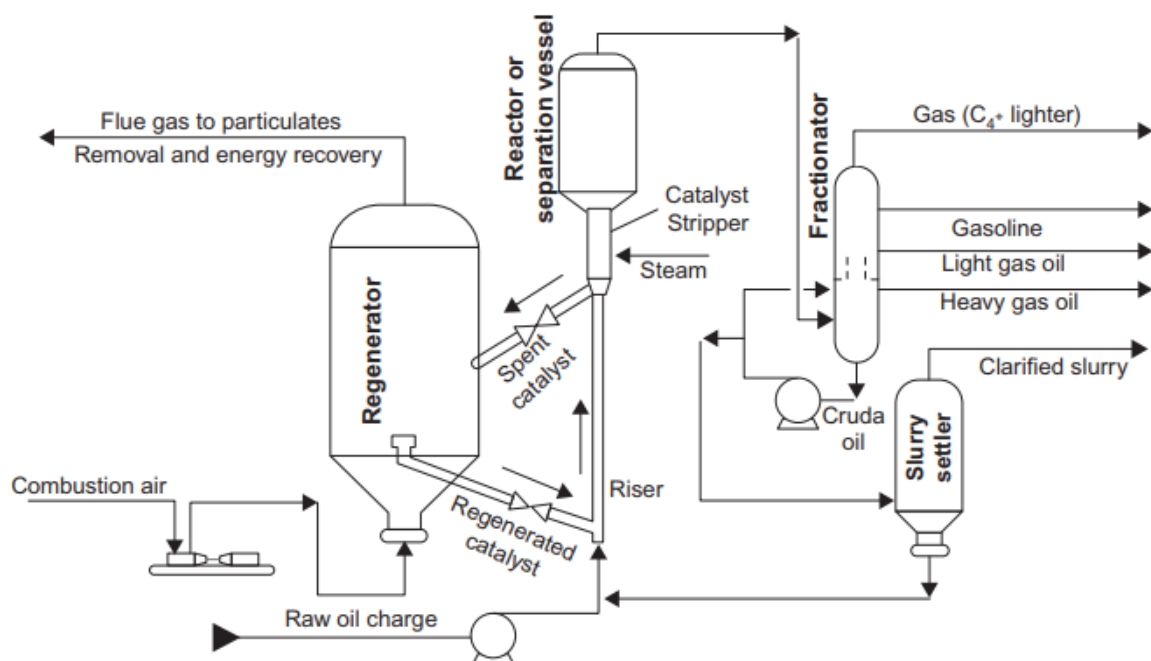 Reactor or
separation vessel
Flue gas to particulates
Removal and energy recovery
Gas (C4+ lighter)
Fractionator
Catalyst
Stripper
Gasoline
Steam
Light gas oil
Heavy gas oil
Regenerator
Spent
catalyst
Clarified slurry
Cruda
oil
Slurry
settler
Combustion air
Riser
Regenerated
catalyst
Raw oil charge